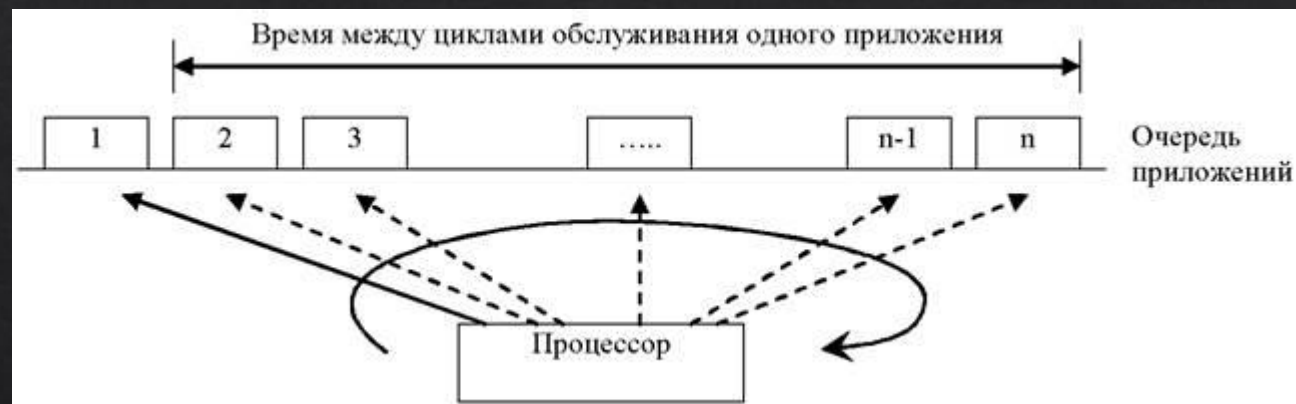 Время между циклами обслуживания одного приложения
1
2
3
.....
n-1
n
Очередь
приложений
Процессор